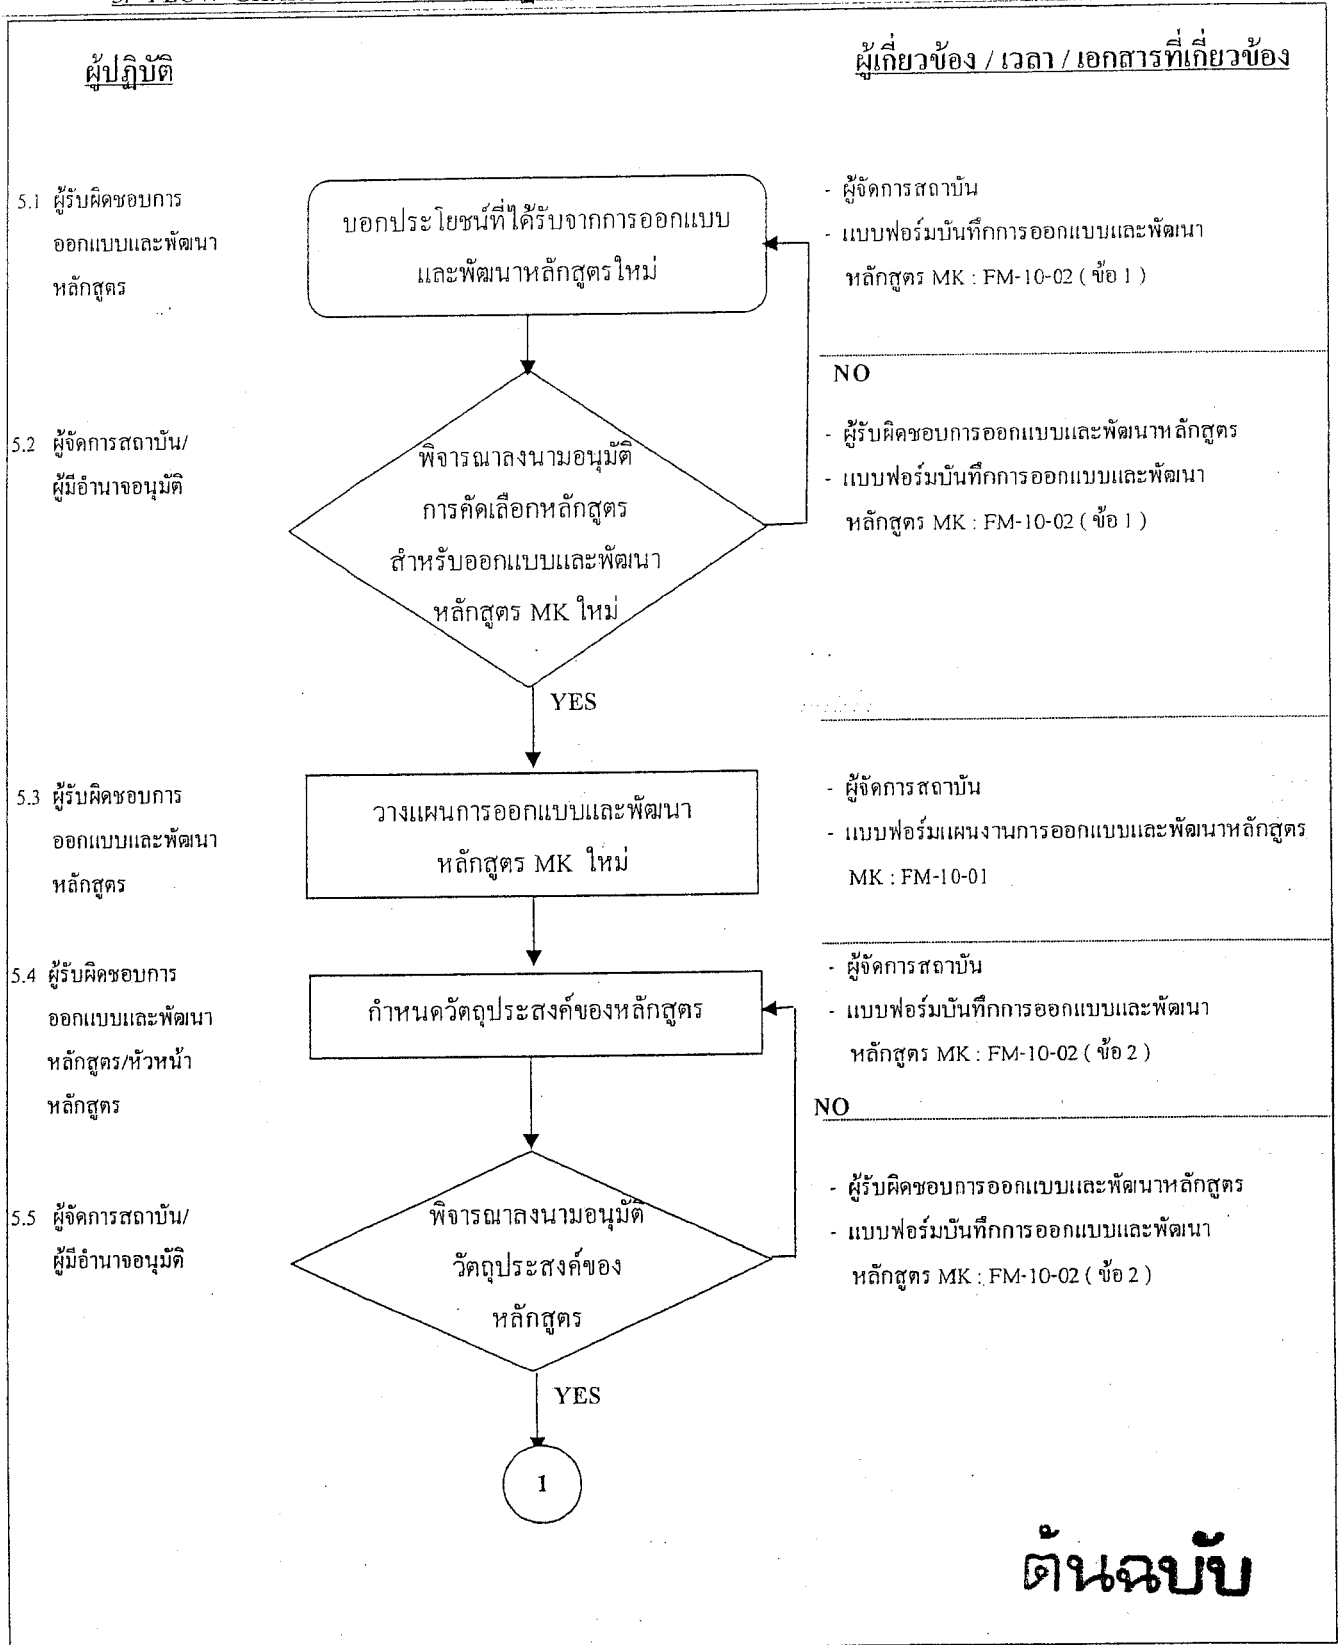 5. FLOW CHART
ผู้ปฏิบัติ
ผู้เกี่ยวข้อง / เวลา / เอกสารที่เกี่ยวข้อง
5.1 ผู้รับผิดชอบการ
ออกแบบและพัฒนา
หลักสูตร
บอกประโยชน์ที่ได้รับจากการออกแบบ
และพัฒนาหลักสูตรใหม่
- ผู้จัดการสถาบัน
- แบบฟอร์มบันทึกการออกแบบและพัฒนา
หลักสูตร MK : FM-10-02 ( ข้อ 1 )
NO
5.2 ผู้จัดการสถาบัน/
ผู้มีอำนาจอนุมัติ
พิจารณาลงนามอนุมัติ
การคัดเลือกหลักสูตร
สำหรับออกแบบและพัฒนา
หลักสูตร MK ใหม่
- ผู้รับผิดชอบการออกแบบและพัฒนาหลักสูตร
- แบบฟอร์มบันทึกการออกแบบและพัฒนา
หลักสูตร MK : FM-10-02 ( ข้อ 1 )
YES
5.3 ผู้รับผิดชอบการ
ออกแบบและพัฒนา
หลักสูตร
วางแผนการออกแบบและพัฒนา
หลักสูตร MK ใหม่
- ผู้จัดการสถาบัน
- แบบฟอร์มแผนงานการออกแบบและพัฒนาหลักสูตร
MK : FM-10-01
5.4 ผู้รับผิดชอบการ
ออกแบบและพัฒนา
หลักสูตร/หัวหน้า
หลักสูตร
กำหนดวัตถุประสงค์ของหลักสูตร
- ผู้จัดการสถาบัน
- แบบฟอร์มบันทึกการออกแบบและพัฒนา
หลักสูตร MK : FM-10-02 ( ข้อ 2 )
NO
5.5 ผู้จัดการสถาบัน/
ผู้มีอำนาจอนุมัติ
พิจารณาลงนามอนุมัติ
วัตถุประสงค์ของ
หลักสูตร
- ผู้รับผิดชอบการออกแบบและพัฒนาหลักสูตร
- แบบฟอร์มบันทึกการออกแบบและพัฒนา
หลักสูตร MK : FM-10-02 ( ข้อ 2 )
YES
1
ต้นฉบับ